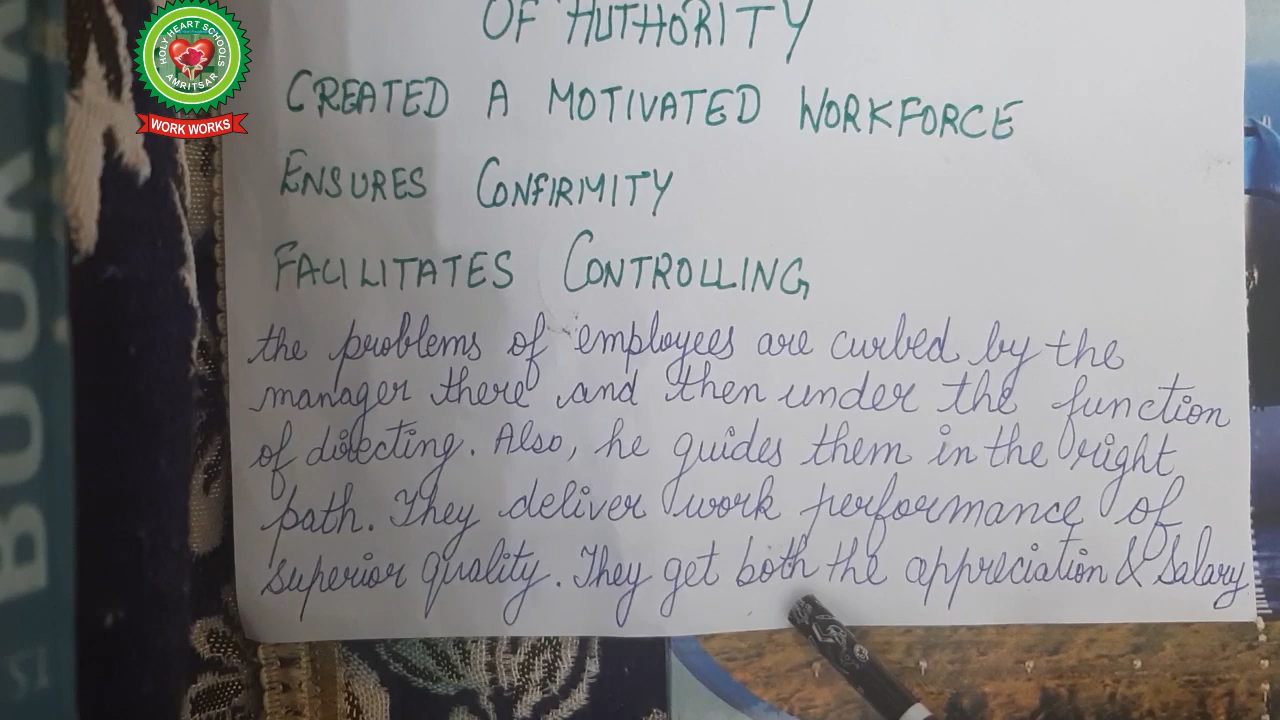 OF AUTHORITY
HOLY HEART SCHOOLS
AMRITSAR
WORK WORKS
CREATED A MOTIVATED WORKFORCE
ENSURES CONFIRMITY
FACILITATES CONTROLLING
the problems of employees are curbed by the
manager there and then under the function
of directing. Also, he guides them in the right
path. They deliver work performance of
superior quality. They get both the appreciation & Salary
BOOK